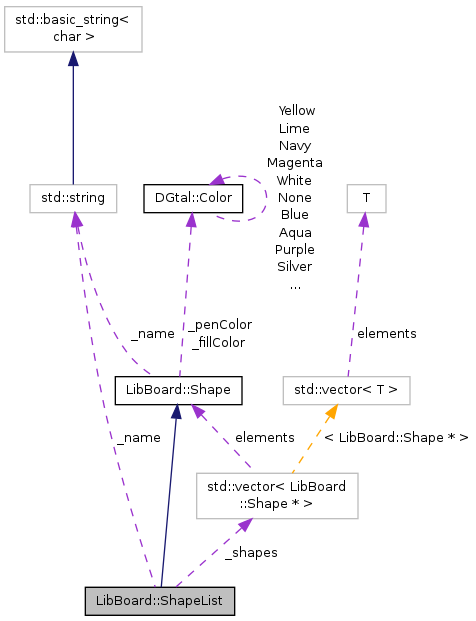 std::basic_string<
char >
Yellow
Lime
Navy
Magenta
White
None
Blue
Aqua
Purple
Silver
...
std::string
DGtal::Color
T
_name
_penColor
_fillColor
elements
LibBoard::Shape
std::vector< T >
_name
elements
< LibBoard::Shape * >
std::vector< LibBoard
::Shape * >
_shapes
LibBoard::ShapeList